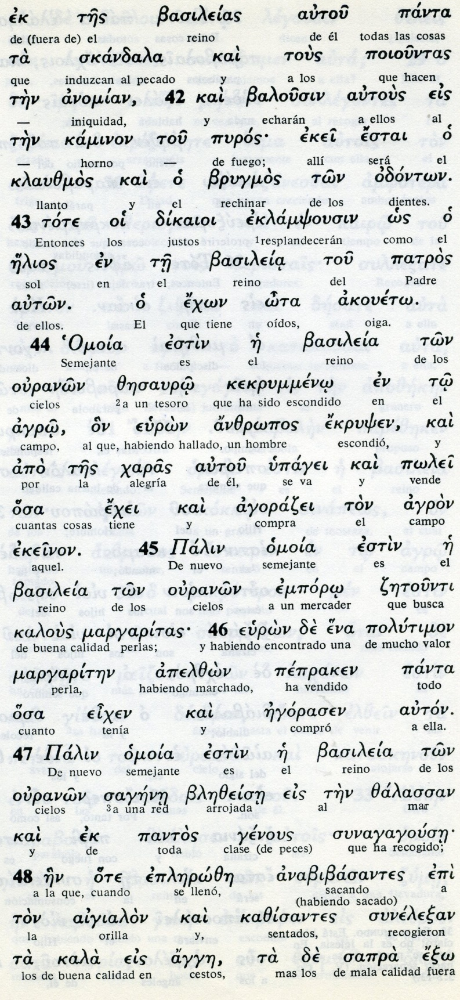 ἐκ τῆς βασιλείας αὐτοῦ πάντα
de (fuera de) el reino de él todas las cosas
τὰ σκάνδαλα καὶ τοὺς ποιοῦντας
que induzcan al pecado y a los que hacen
τὴν ἀνομίαν, 42 καὶ βαλοῦσιν αὐτοὺς εἰς
— iniquidad, y echarán a ellos al
τὴν κάμινον τοῦ πυρός· ἐκεῖ ἔσται ὁ
— horno — de fuego; allí será el
κλαυθμὸς καὶ ὁ βρυγμὸς τῶν ὀδόντων.
llanto y el rechinar de los dientes.
43 τότε οἱ δίκαιοι ἐκλάμψουσιν ὡς ὁ
Entonces los justos 1resplandecerán como el
ἥλιος ἐν τῇ βασιλείᾳ τοῦ πατρὸς
sol en el reino del Padre
αὐτῶν. ὁ ἔχων ὦτα ἀκουέτω.
de ellos. El que tiene oídos, oiga.
44 Ὁμοία ἐστὶν ἡ βασιλεία τῶν
Semejante es el reino de los
οὐρανῶν θησαυρῷ κεκρυμμένῳ ἐν τῷ
cielos 2a un tesoro que ha sido escondido en el
ἀγρῷ, ὃν εὑρὼν ἄνθρωπος ἔκρυψεν, καὶ
campo, al que, habiendo hallado, un hombre escondió, y
ἀπὸ τῆς χαρᾶς αὐτοῦ ὑπάγει καὶ πωλεῖ
por la alegría de él, se va y vende
ὅσα ἔχει καὶ ἀγοράζει τὸν ἀγρὸν
cuantas cosas tiene y compra el campo
ἐκεῖνον. 45 Πάλιν ὁμοία ἐστὶν ἡ
aquel. De nuevo semejante es el
βασιλεία τῶν οὐρανῶν ἐμπόρῳ ζητοῦντι
reino de los cielos a un mercader que busca
καλοὺς μαργαρίτας· 46 εὑρὼν δὲ ἕνα πολύτιμον
de buena calidad perlas; y habiendo encontrado una de mucho valor
μαργαρίτην ἀπελθὼν πέπρακεν πάντα
perla, habiendo marchado, ha vendido todo
ὅσα εἶχεν καὶ ἠγόρασεν αὐτόν.
cuanto tenía y compró a ella.
47 Πάλιν ὁμοία ἐστὶν ἡ βασιλεία τῶν
De nuevo semejante es el reino de los
οὐρανῶν σαγήνῃ βληθείσῃ εἰς τὴν θάλασσαν
cielos 3a una red arrojada al mar
καὶ ἐκ παντὸς γένους συναγαγούσῃ·
y de toda clase (de peces) que ha recogido;
48 ἣν ὅτε ἐπληρώθη ἀναβιβάσαντες ἐπὶ
a la que, cuando se llenó, sacando a
(habiendo sacado)
τὸν αἰγιαλὸν καὶ καθίσαντες συνέλεξαν
la orilla y, sentados, recogieron
τὰ καλὰ εἰς ἄγγη, τὰ δὲ σαπρὰ ἔξω
los de buena calidad en cestos, mas los de mala calidad fuera